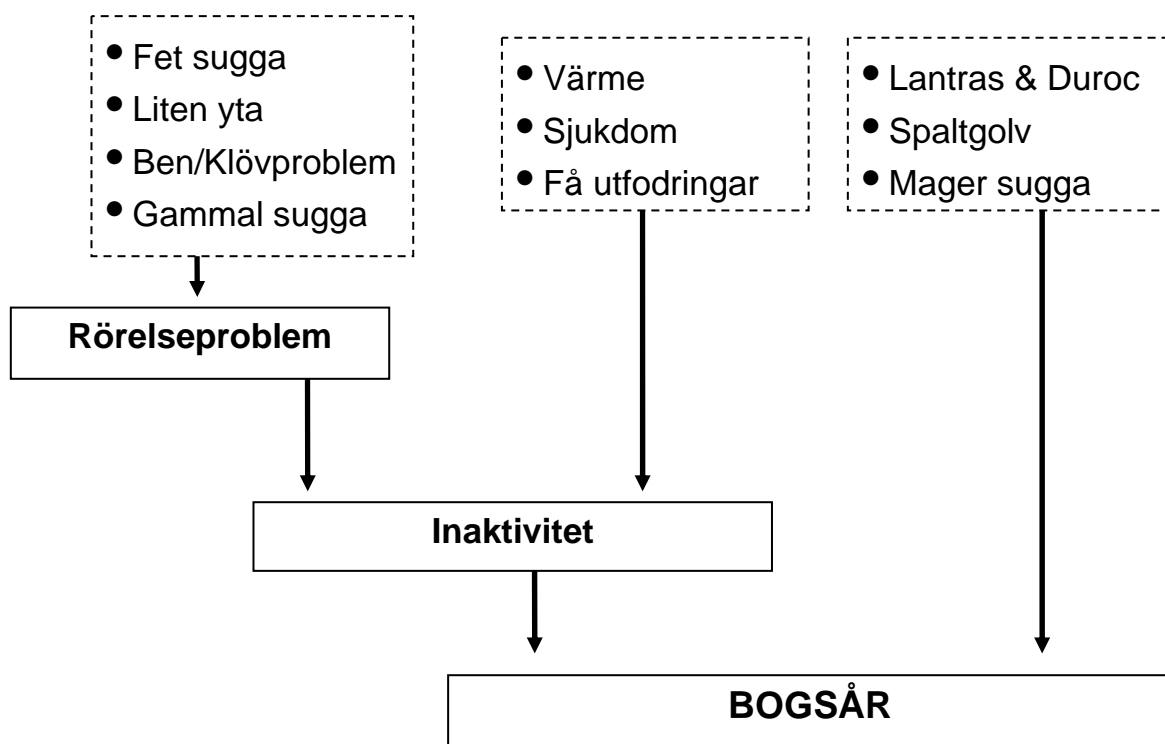 • Fet sugga
• Liten yta
• Ben/Klövproblem
• Gammal sugga
• Värme
• Sjukdom
• Få utfodringar
• Lantras & Duroc
• Spaltgolv
• Mager sugga
Rörelseproblem
Inaktivitet
BOGSÅR